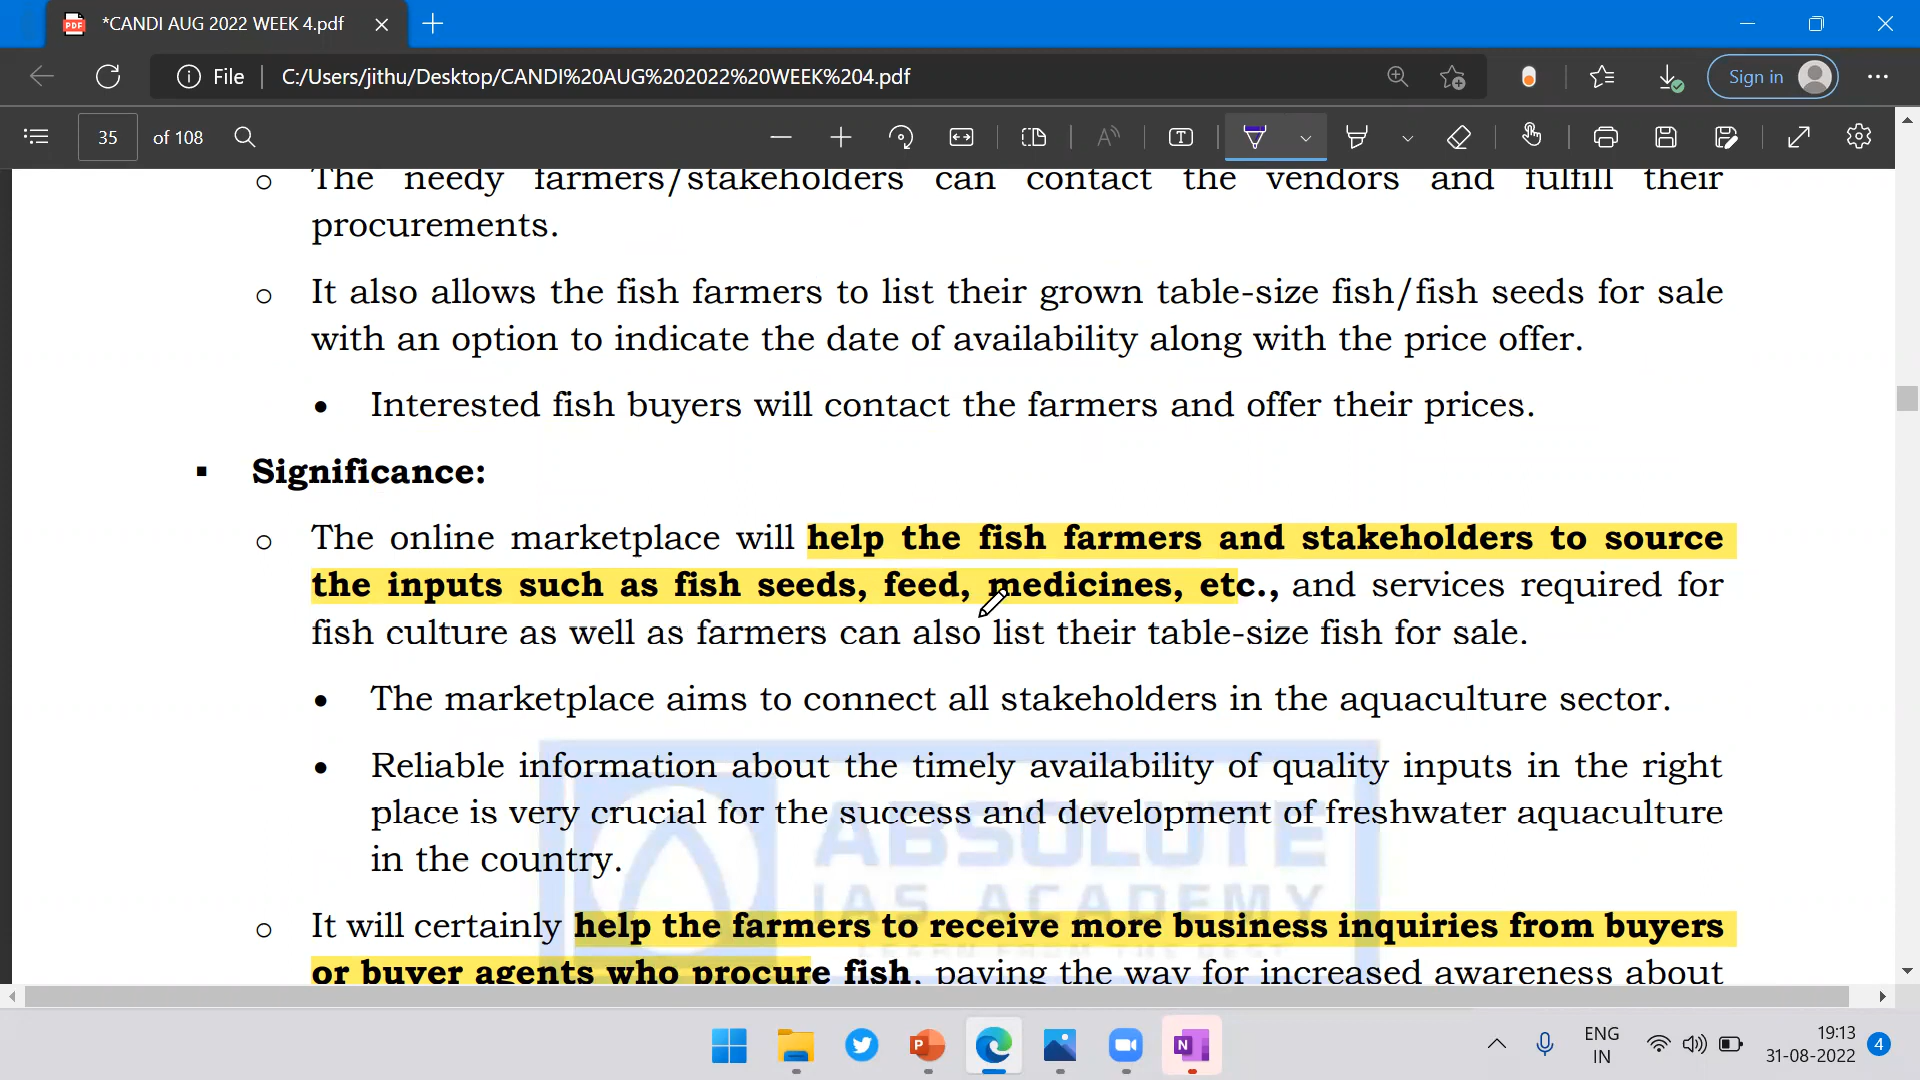 *CANDI AUG 2022 WEEK 4.pdf
File
C:/Users/jithu/Desktop/CANDI%20AUG%202022%20WEEK%204.pdf
Sign in
35 of 108
o The needy farmers/stakeholders can contact the vendors and fulfill their
procurements.
o It also allows the fish farmers to list their grown table-size fish/fish seeds for sale
with an option to indicate the date of availability along with the price offer.
• Interested fish buyers will contact the farmers and offer their prices.
▪ Significance:
o The online marketplace will help the fish farmers and stakeholders to source
the inputs such as fish seeds, feed, medicines, etc., and services required for
fish culture as well as farmers can also list their table-size fish for sale.
• The marketplace aims to connect all stakeholders in the aquaculture sector.
• Reliable information about the timely availability of quality inputs in the right
place is very crucial for the success and development of freshwater aquaculture
in the country.
ABSOLUTE
IAS ACADEMY
LEARN FROM THE BEST
o It will certainly help the farmers to receive more business inquiries from buyers
or buyer agents who procure fish, paving the way for increased awareness about
ENG
IN
19:13
31-08-2022
4